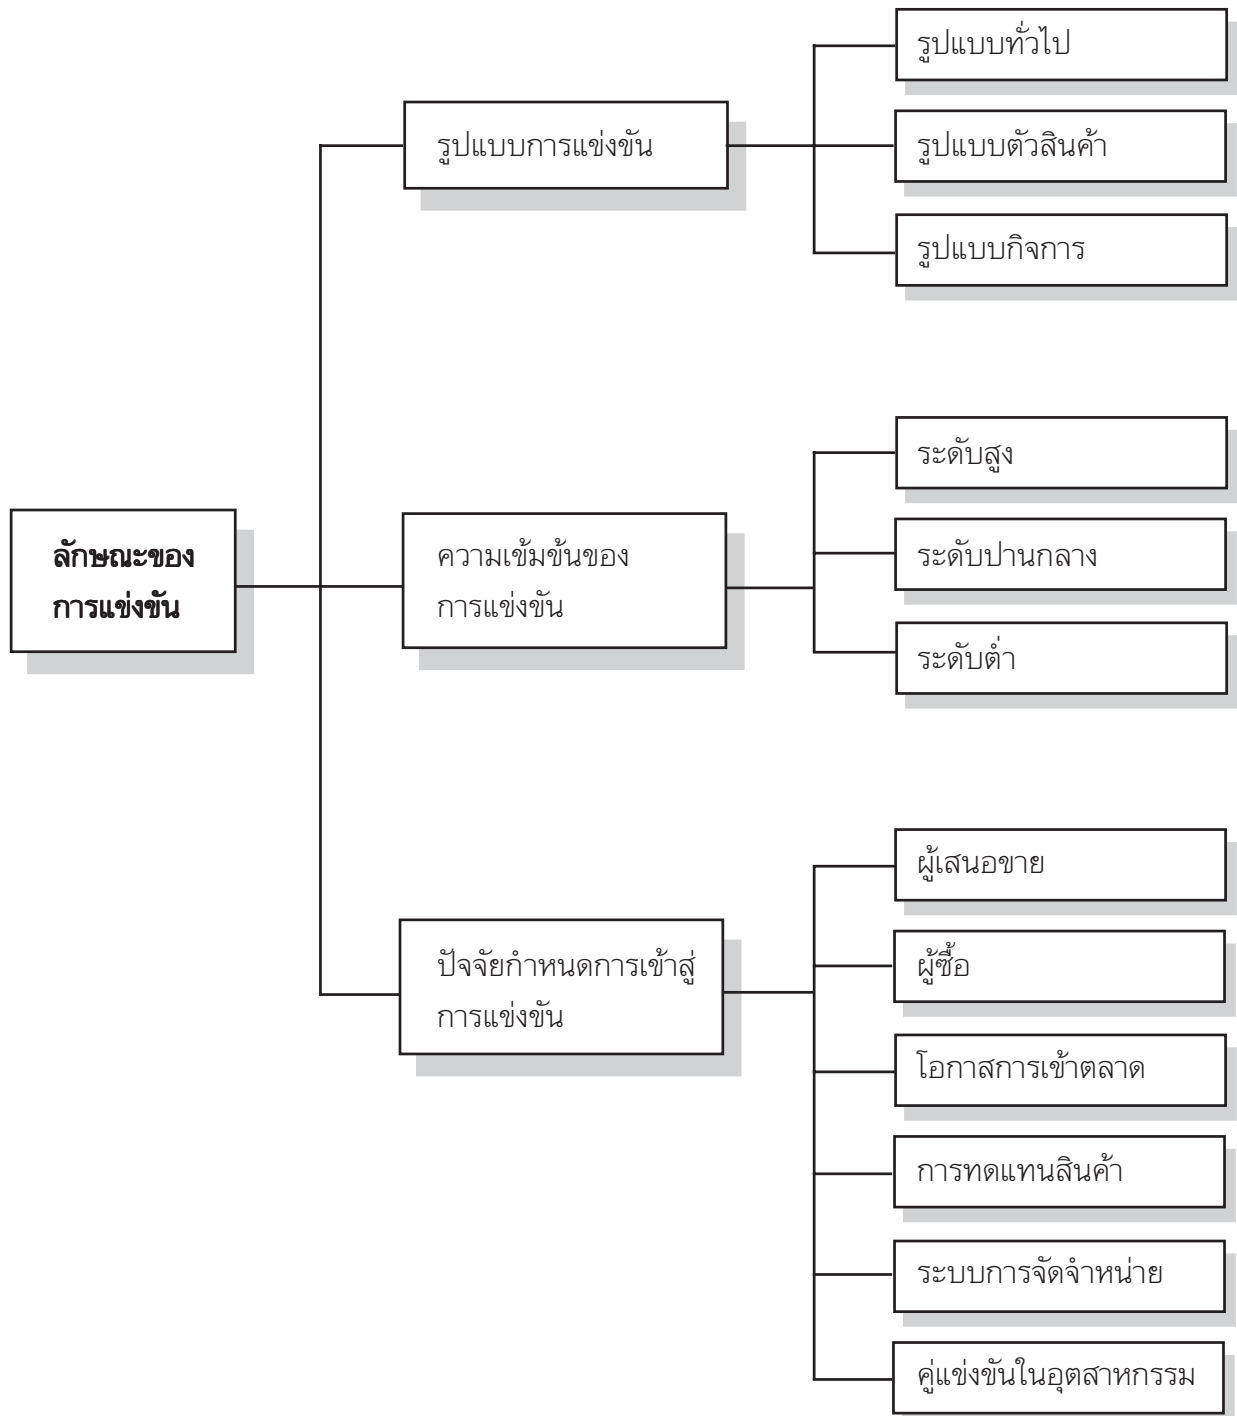 รูปแบบทั่วไป
รูปแบบการแข่งขัน
รูปแบบตัวสินค้า
รูปแบบกิจการ
ระดับสูง
ลักษณะของ
การแข่งขัน
ความเข้มข้นของ
การแข่งขัน
ระดับปานกลาง
ระดับต่ำ
ผู้เสนอขาย
ปัจจัยกำหนดการเข้าสู่
การแข่งขัน
ผู้ซื้อ
โอกาสการเข้าตลาด
การทดแทนสินค้า
ระบบการจัดจำหน่าย
คู่แข่งขันในอุตสาหกรรม